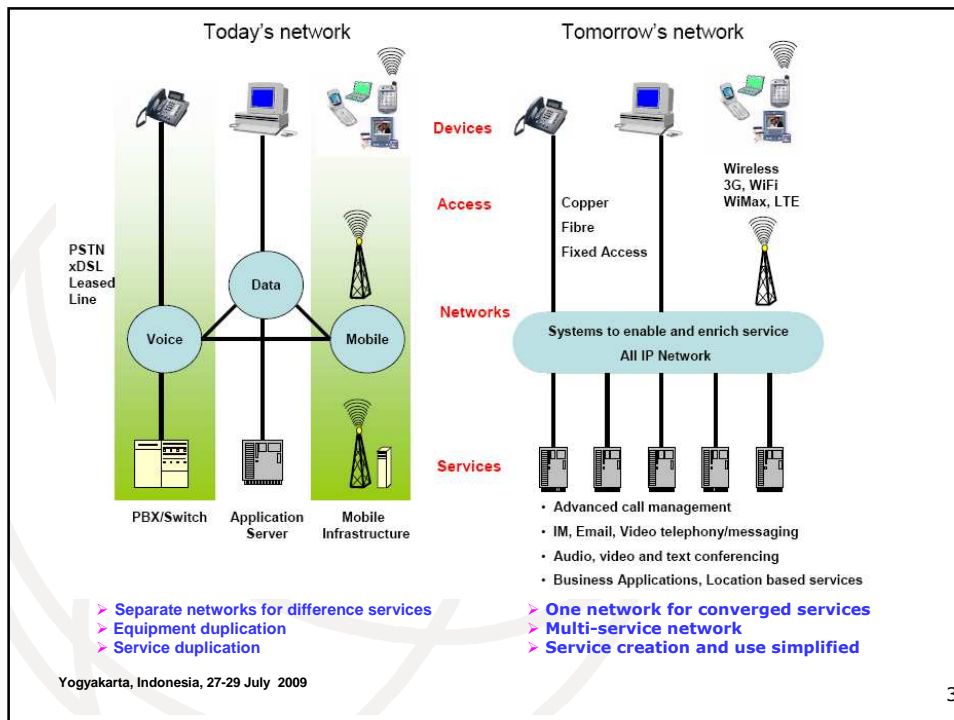 Today's network
Tomorrow's network
Devices
Access
Networks
Services
PSTN
xDSL
Leased
Line
Voice
Data
Mobile
PBX/Switch
Application
Server
Mobile
Infrastructure
Copper
Fibre
Fixed Access
Wireless
3G, WiFi
WiMax, LTE
Systems to enable and enrich service
All IP Network
• Advanced call management
• IM, Email, Video telephony/messaging
• Audio, video and text conferencing
• Business Applications, Location based services
➢ Separate networks for difference services
➢ Equipment duplication
➢ Service duplication
➢ One network for converged services
➢ Multi-service network
➢ Service creation and use simplified
Yogyakarta, Indonesia, 27-29 July 2009
3